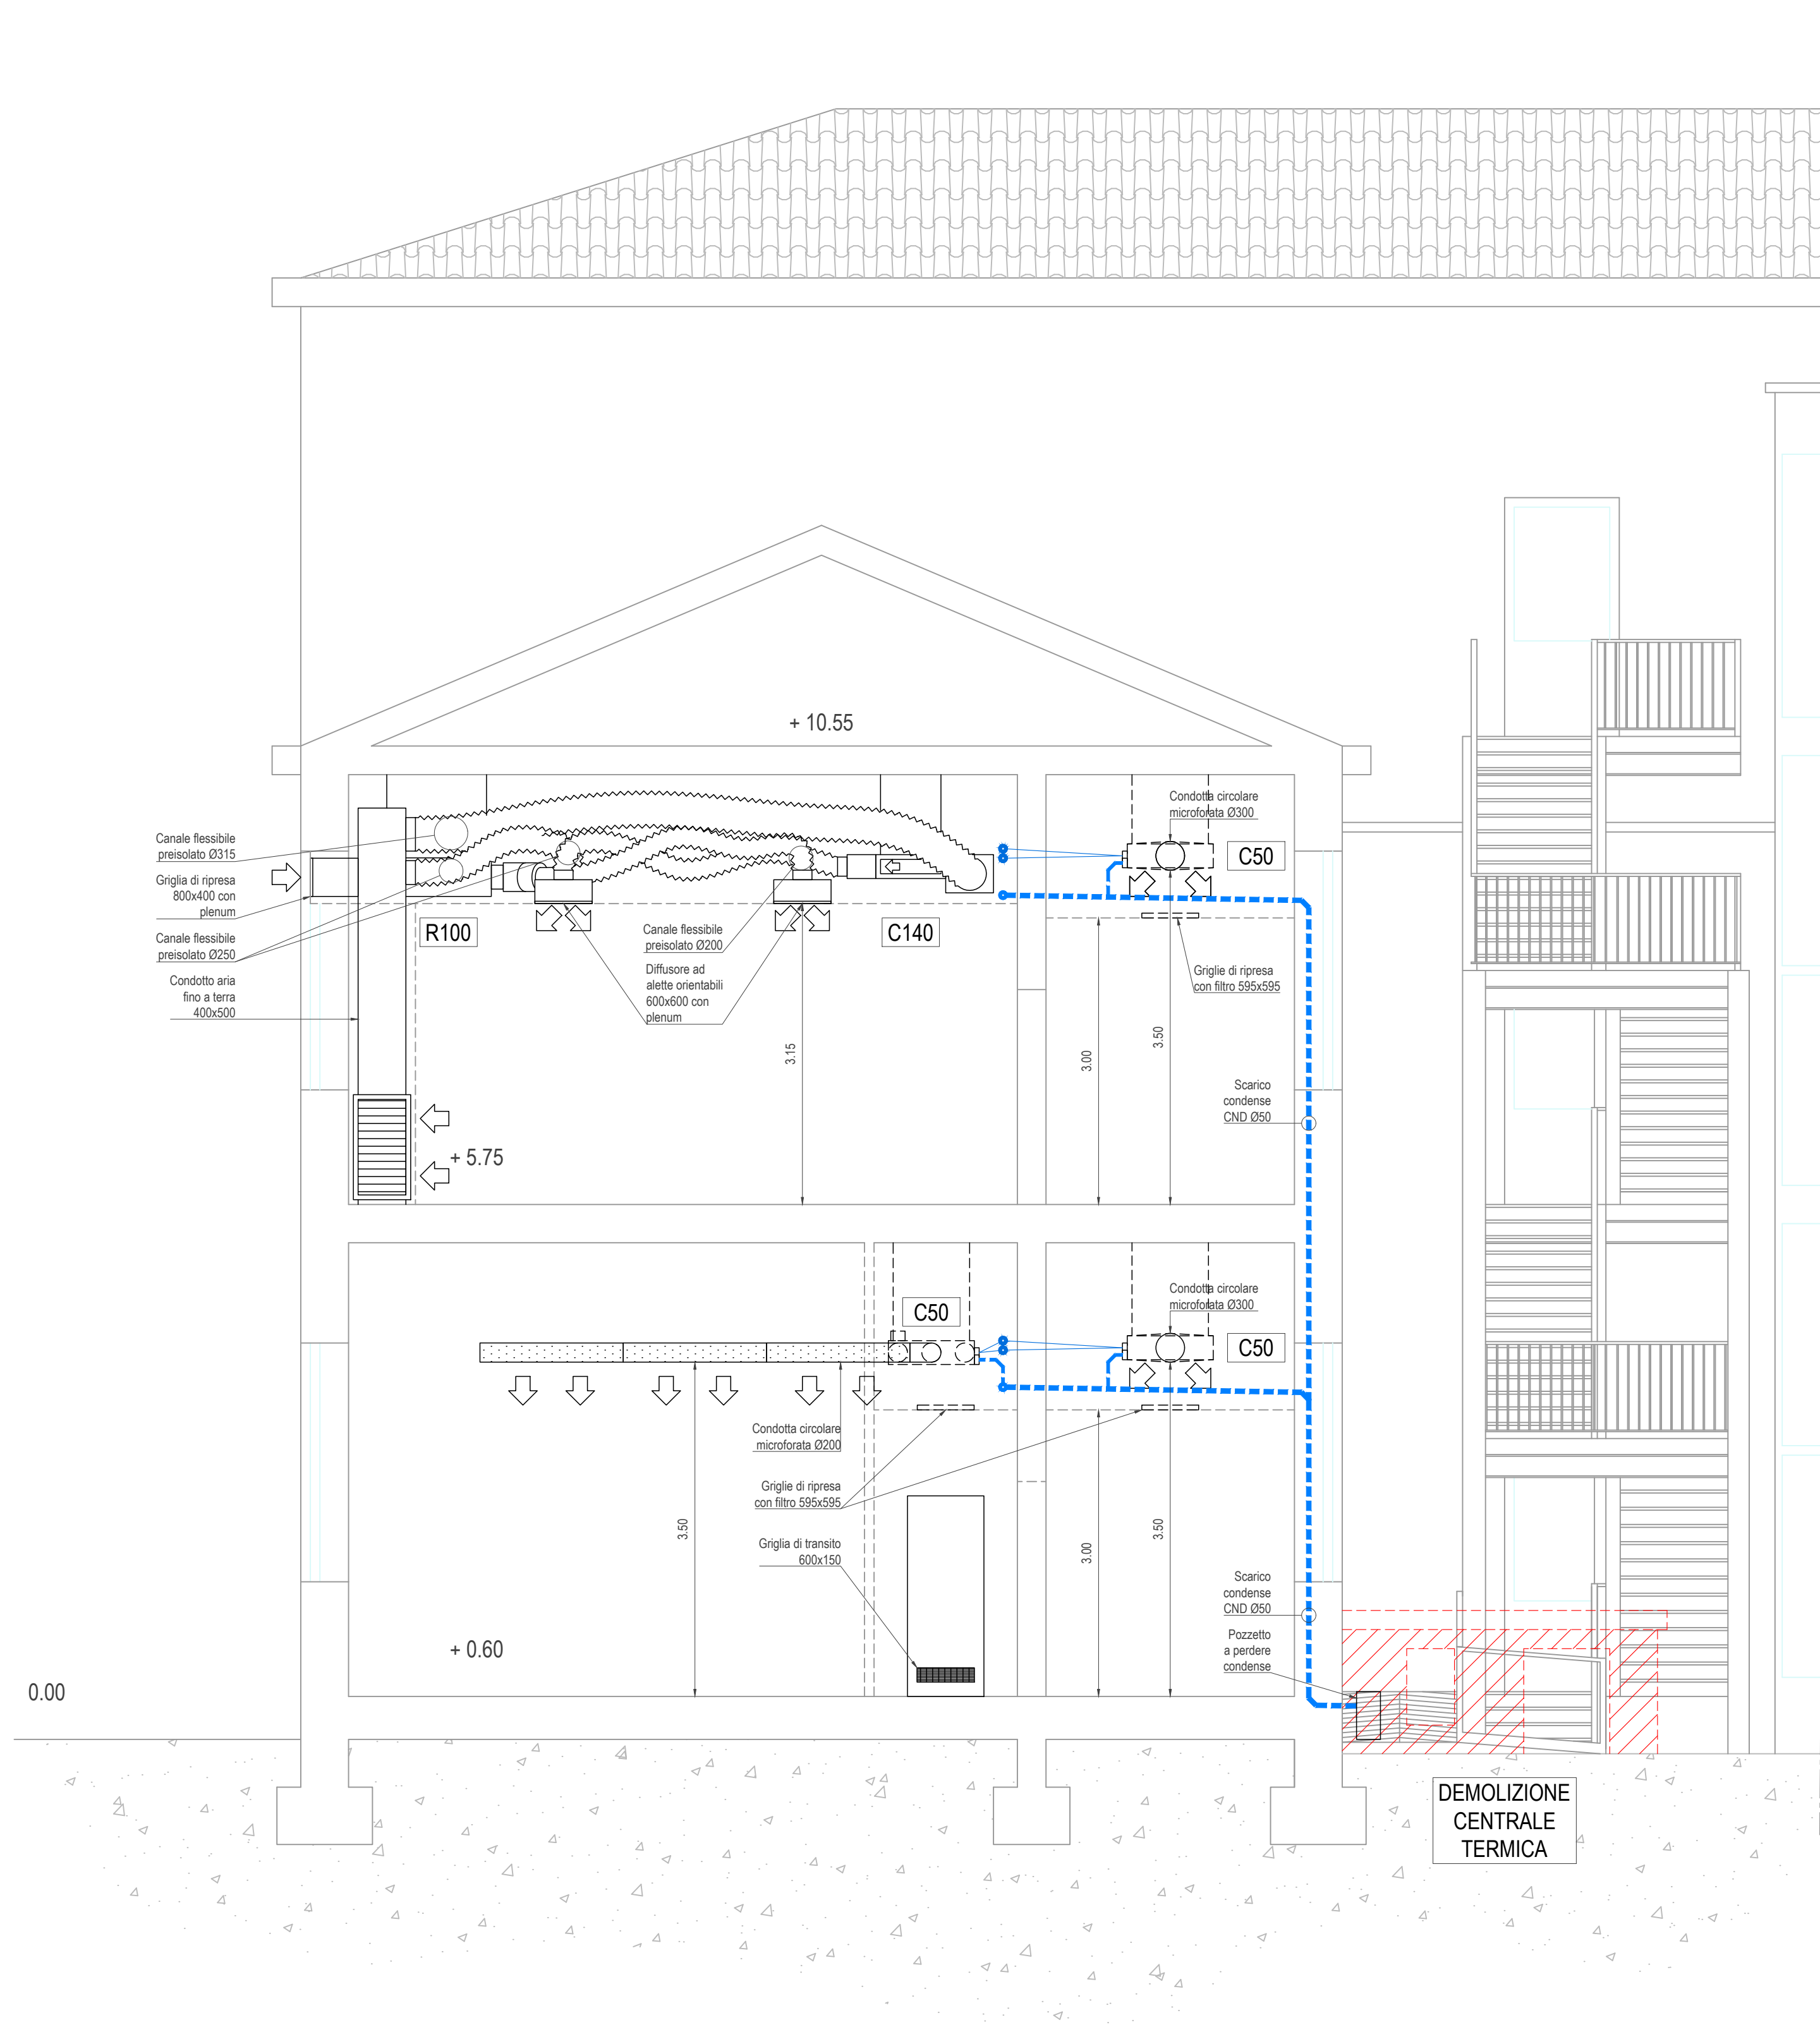 + 10.55
Condotta circolare
microforata Ø300
C50
Canale flessibile
preisolato Ø315
Griglia di ripresa
800x400 con
plenum
Canale flessibile
preisolato Ø250
Condotto aria
fino a terra
400x500
R100
Canale flessibile
preisolato Ø200
Diffusore ad
alette orientabili
600x600 con
plenum
C140
Griglie di ripresa
con filtro 595x595
3.15
3.00
3.50
Scarico
condense
CND Ø50
+ 5.75
C50
Condotta circolare
microforata Ø300
C50
Condotta circolare
microforata Ø200
Griglie di ripresa
con filtro 595x595
Griglia di transito
600x150
3.50
3.00
3.50
Scarico
condense
CND Ø50
Pozzetto
a perdere
condense
+ 0.60
0.00
DEMOLIZIONE
CENTRALE
TERMICA